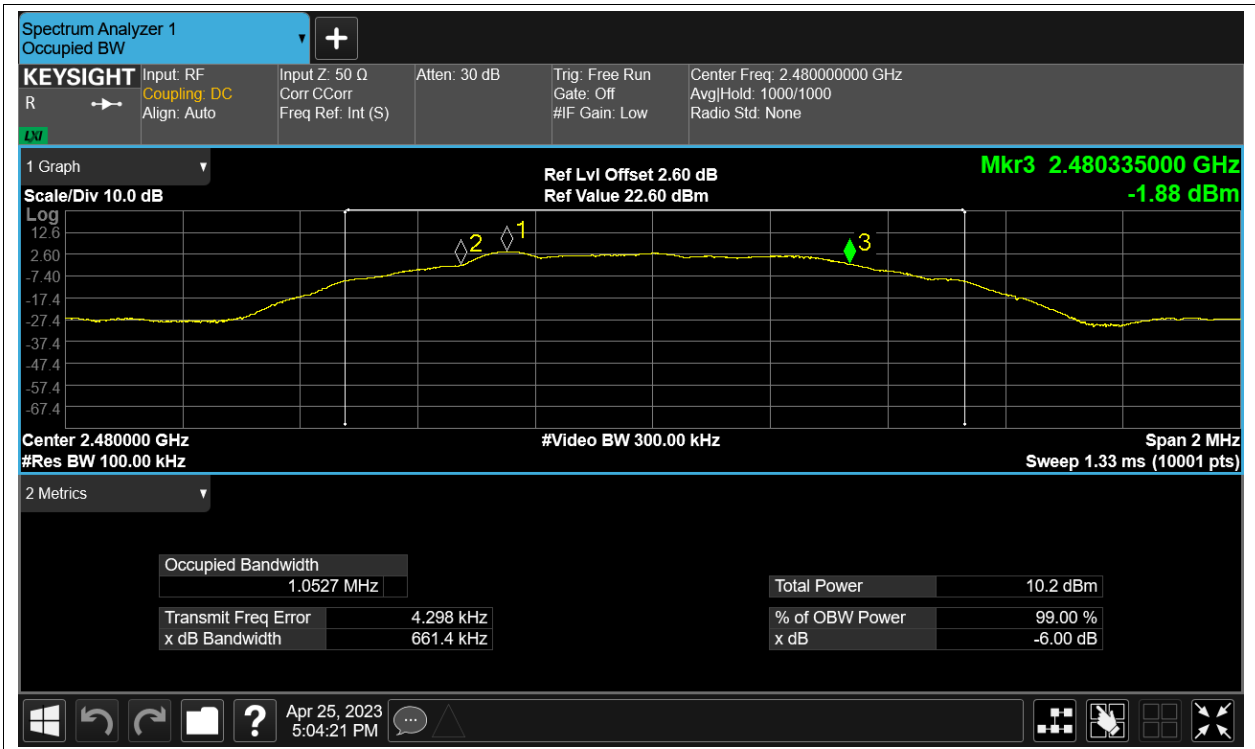 Spectrum Analyzer 1
Occupied BW
KEYSIGHT
R
LXI
Input: RF
Coupling: DC
Align: Auto
Input Z: 50 Ω
Corr CCorr
Freq Ref: Int (S)
Atten: 30 dB
Trig: Free Run
Gate: Off
#IF Gain: Low
Center Freq: 2.480000000 GHz
Avg|Hold: 1000/1000
Radio Std: None
1 Graph
Scale/Div 10.0 dB
Ref Lvl Offset 2.60 dB
Ref Value 22.60 dBm
Mkr3 2.480335000 GHz
-1.88 dBm
Log
12.6
2.60
-7.40
-17.4
-27.4
-37.4
-47.4
-57.4
-67.4
2
1
3
Center 2.480000 GHz
#Res BW 100.00 kHz
#Video BW 300.00 kHz
Span 2 MHz
Sweep 1.33 ms (10001 pts)
2 Metrics
Occupied Bandwidth
1.0527 MHz
Transmit Freq Error 4.298 kHz
x dB Bandwidth 661.4 kHz
Total Power 10.2 dBm
% of OBW Power 99.00 %
x dB -6.00 dB
?
Apr 25, 2023
5:04:21 PM